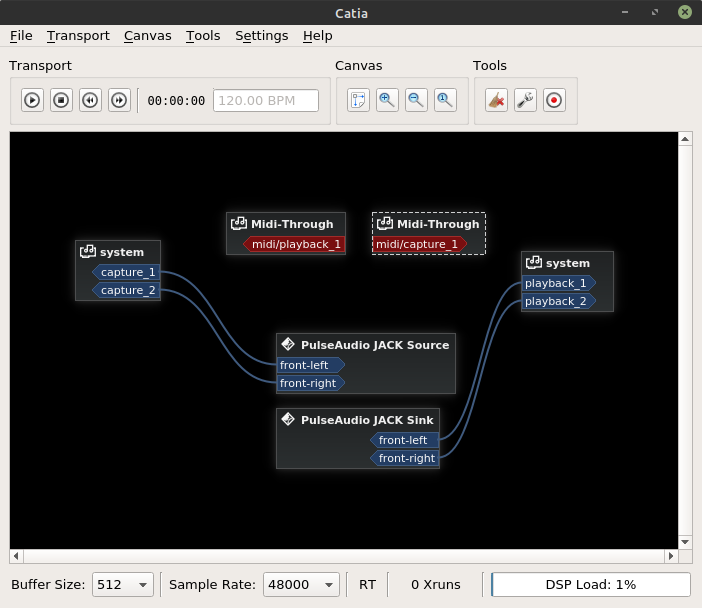 Catia
File Transport Canvas Tools Settings Help
Transport Canvas Tools
00:00:00 120.00 BPM
Midi-Through Midi-Through
midi/playback_1 midi/capture_1
system system
capture_1 playback_1
capture_2 playback_2
PulseAudio JACK Source
front-left
front-right
PulseAudio JACK Sink
front-left
front-right
Buffer Size: 512 Sample Rate: 48000 RT 0 Xruns DSP Load: 1%